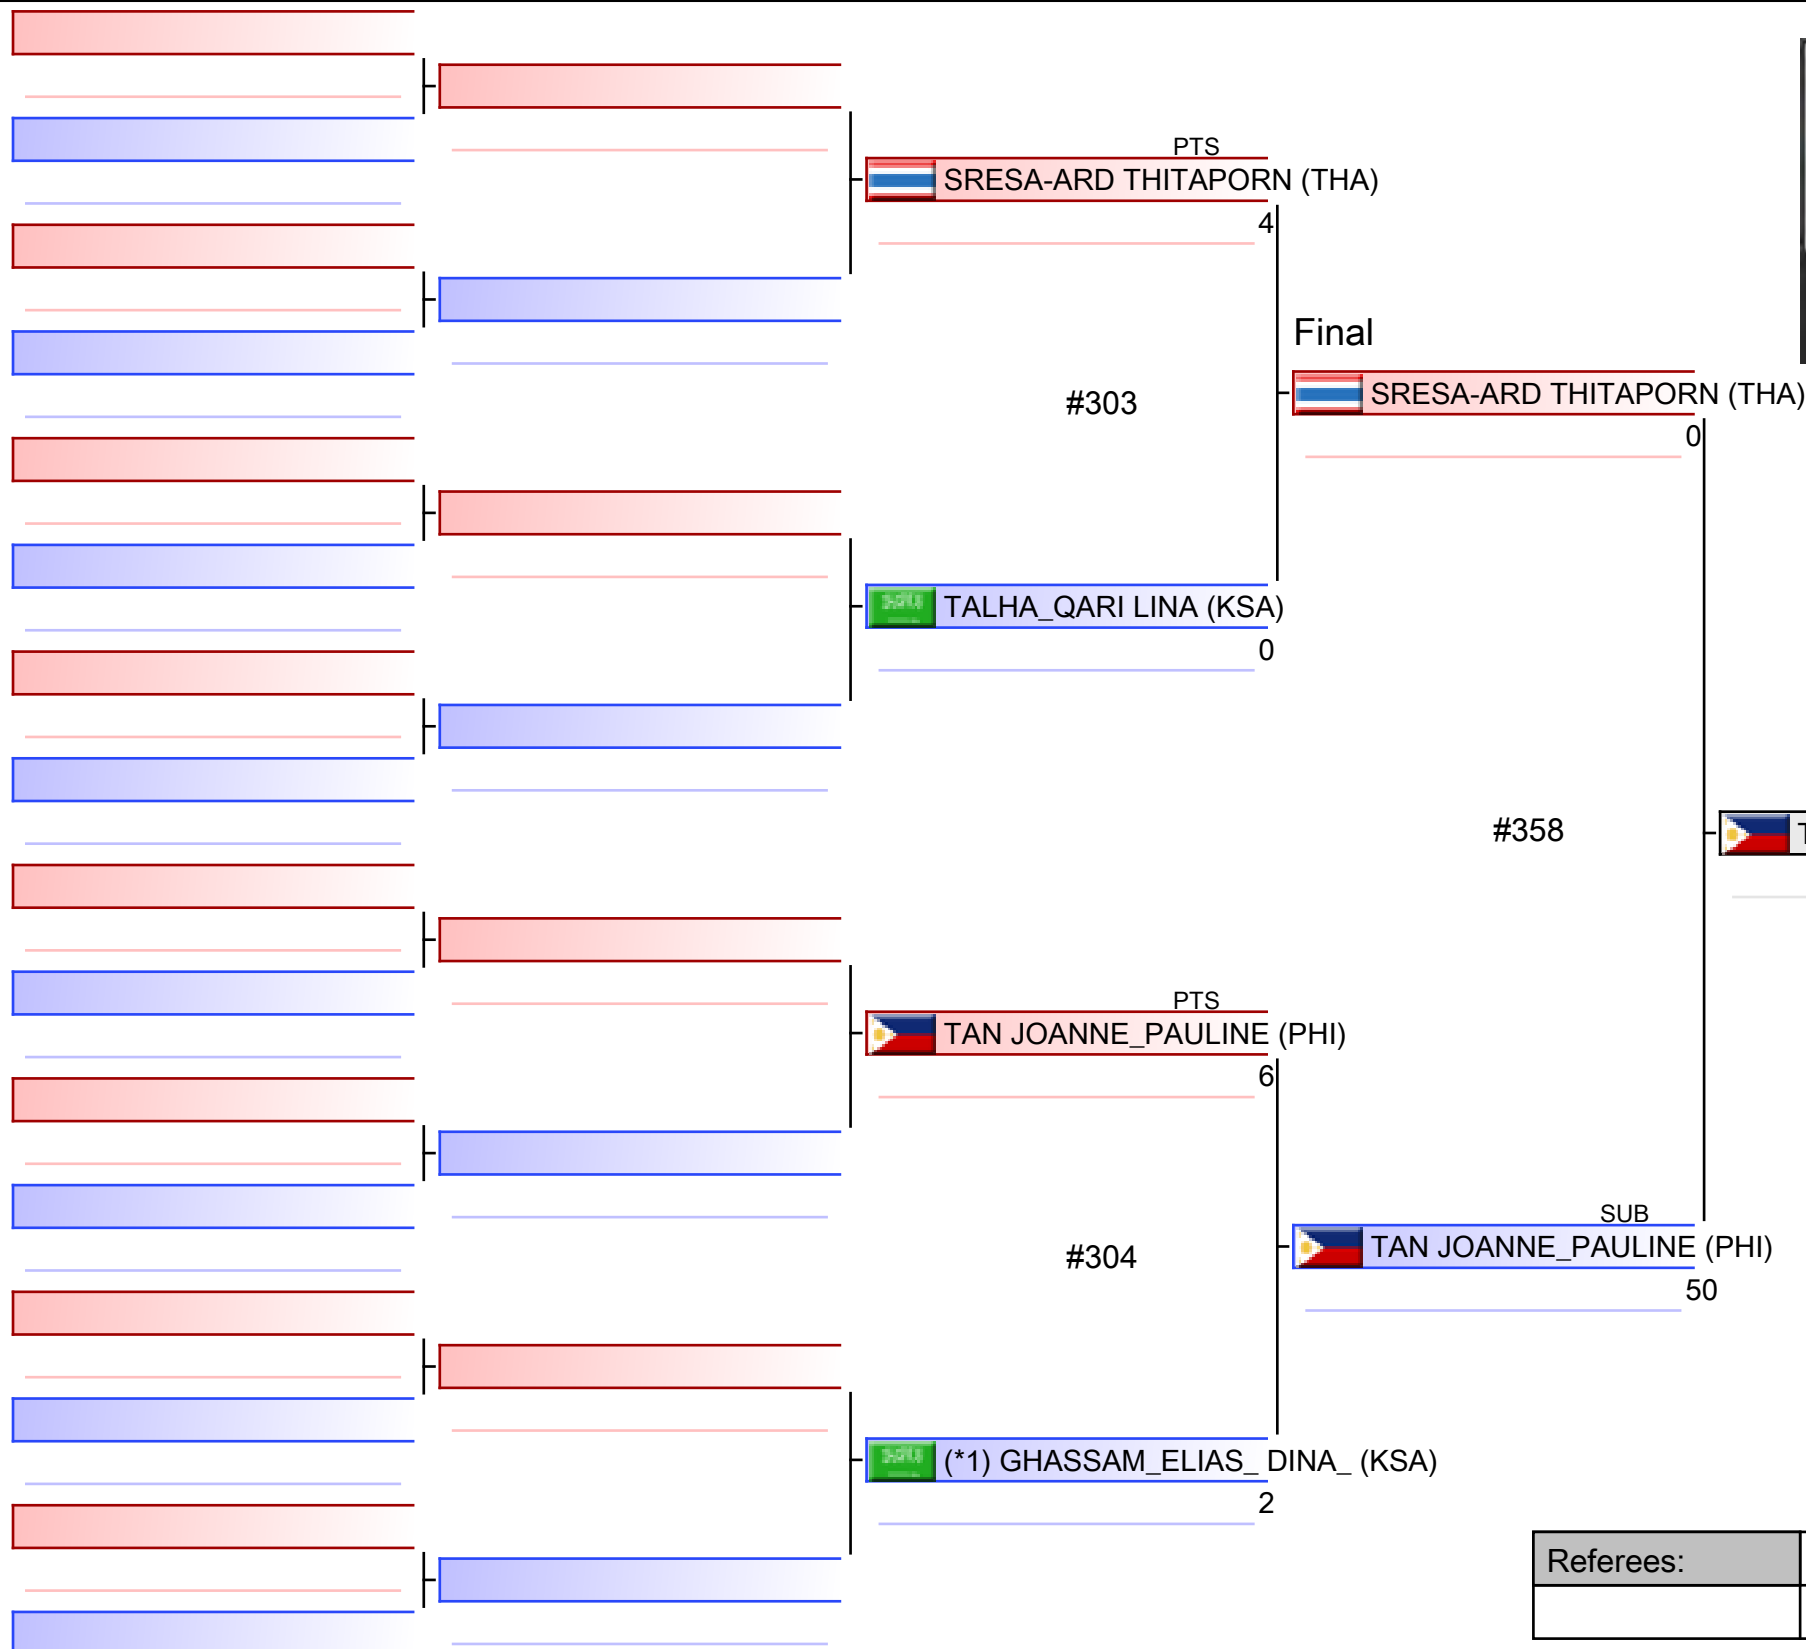 PTS
SRESA-ARD THITAPORN (THA)
4
Final
#303
SRESA-ARD THITAPORN (THA)
0
TALHA_QARI LINA (KSA)
0
#358
PTS
TAN JOANNE_PAULINE (PHI)
6
SUB
#304
TAN JOANNE_PAULINE (PHI)
50
(*1) GHASSAM_ELIAS_ DINA_ (KSA)
2
Referees: